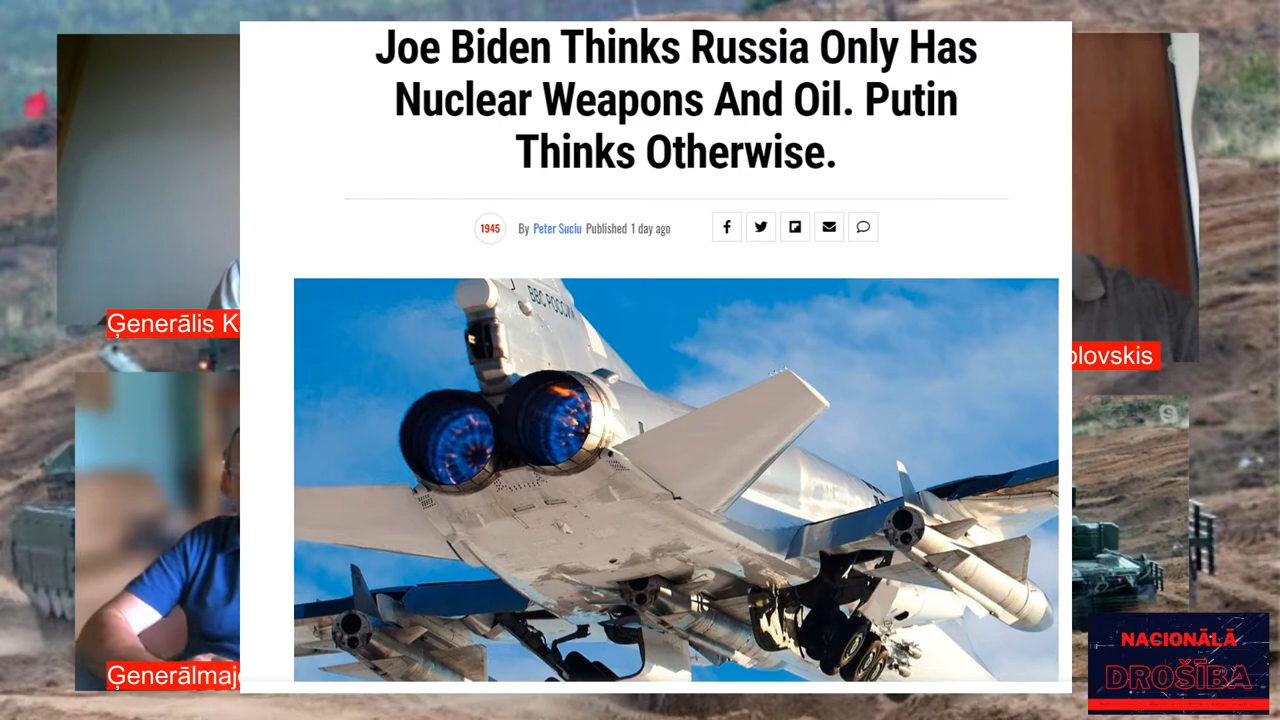 Joe Biden Thinks Russia Only Has
Nuclear Weapons And Oil. Putin
Thinks Otherwise.
1945 By Peter Suciu Published 1 day ago
ВВС РОССИИ
Ģenerālis
NACIONĀLĀ
DROŠĪBA